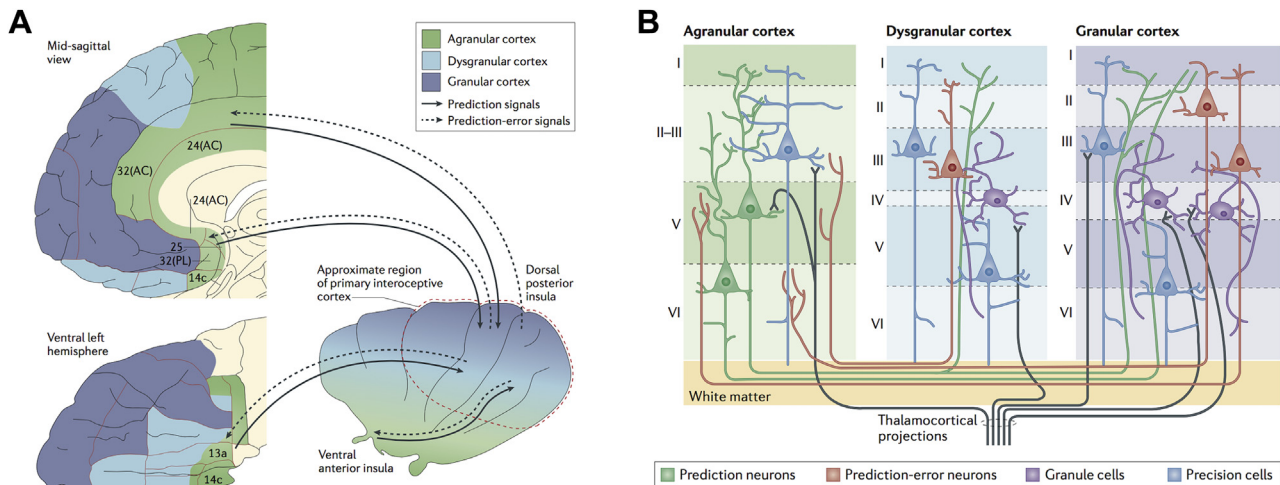 A
Mid-sagittal
view
Agranular cortex
Dysgranular cortex
Granular cortex
Prediction signals
Prediction-error signals
24(AC)
32(AC)
24(AC)
25
32(PL)
14c
Approximate region
of primary interoceptive
cortex
Dorsal
posterior
insula
Ventral left
hemisphere
13a
14c
Ventral
anterior insula
B
Agranular cortex
I
II–III
V
VI
Dysgranular cortex
I
II
III
IV
V
VI
Granular cortex
I
II
III
IV
V
VI
White matter
Thalamocortical
projections
Prediction neurons
Prediction-error neurons
Granule cells
Precision cells